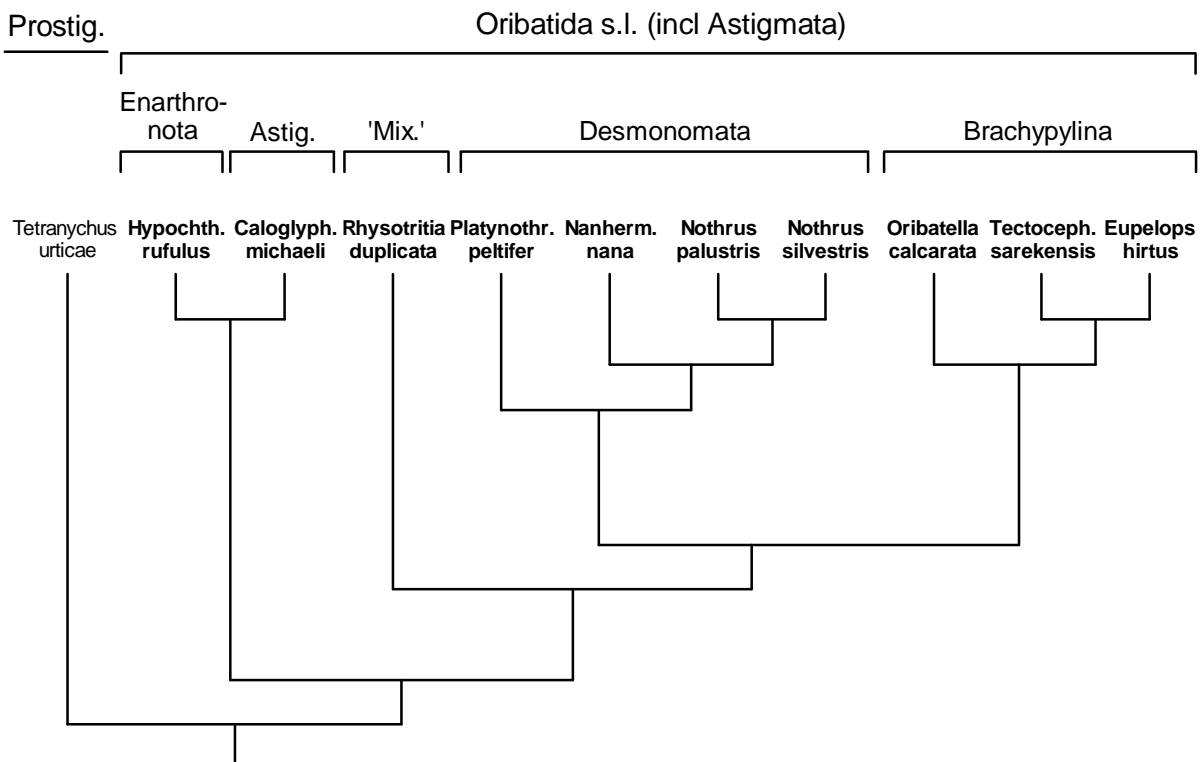 Prostig.
Oribatida s.l. (incl Astigmata)
Enarthro-
nota
Astig.
'Mix.'
Desmonomata
Brachypylina
Tetranychus
urticae
Hypochth.
rufulus
Caloglyph.
michaeli
Rhysotritia
duplicata
Platynothr.
peltifer
Nanherm.
nana
Nothrus
palustris
Nothrus
silvestris
Oribatella
calcarata
Tectoceph.
sarekensis
Eupelops
hirtus